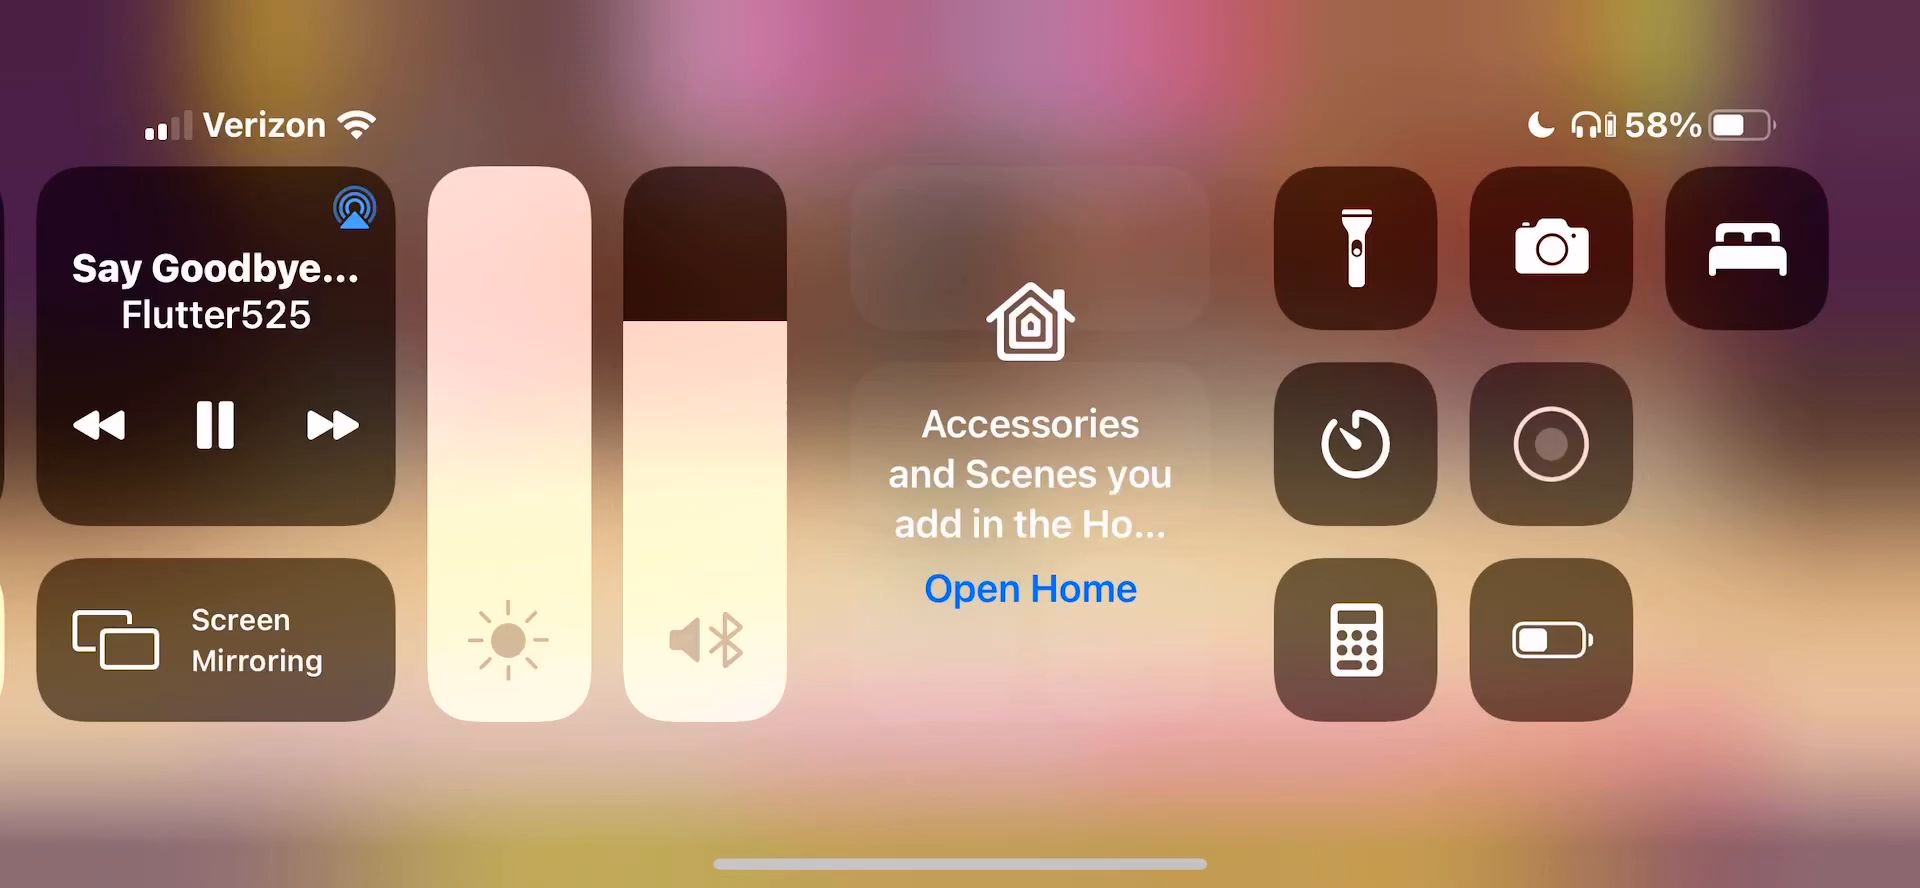 Verizon
58%
Say Goodbye...
Flutter525
Screen
Mirroring
Accessories
and Scenes you
add in the Ho...
Open Home